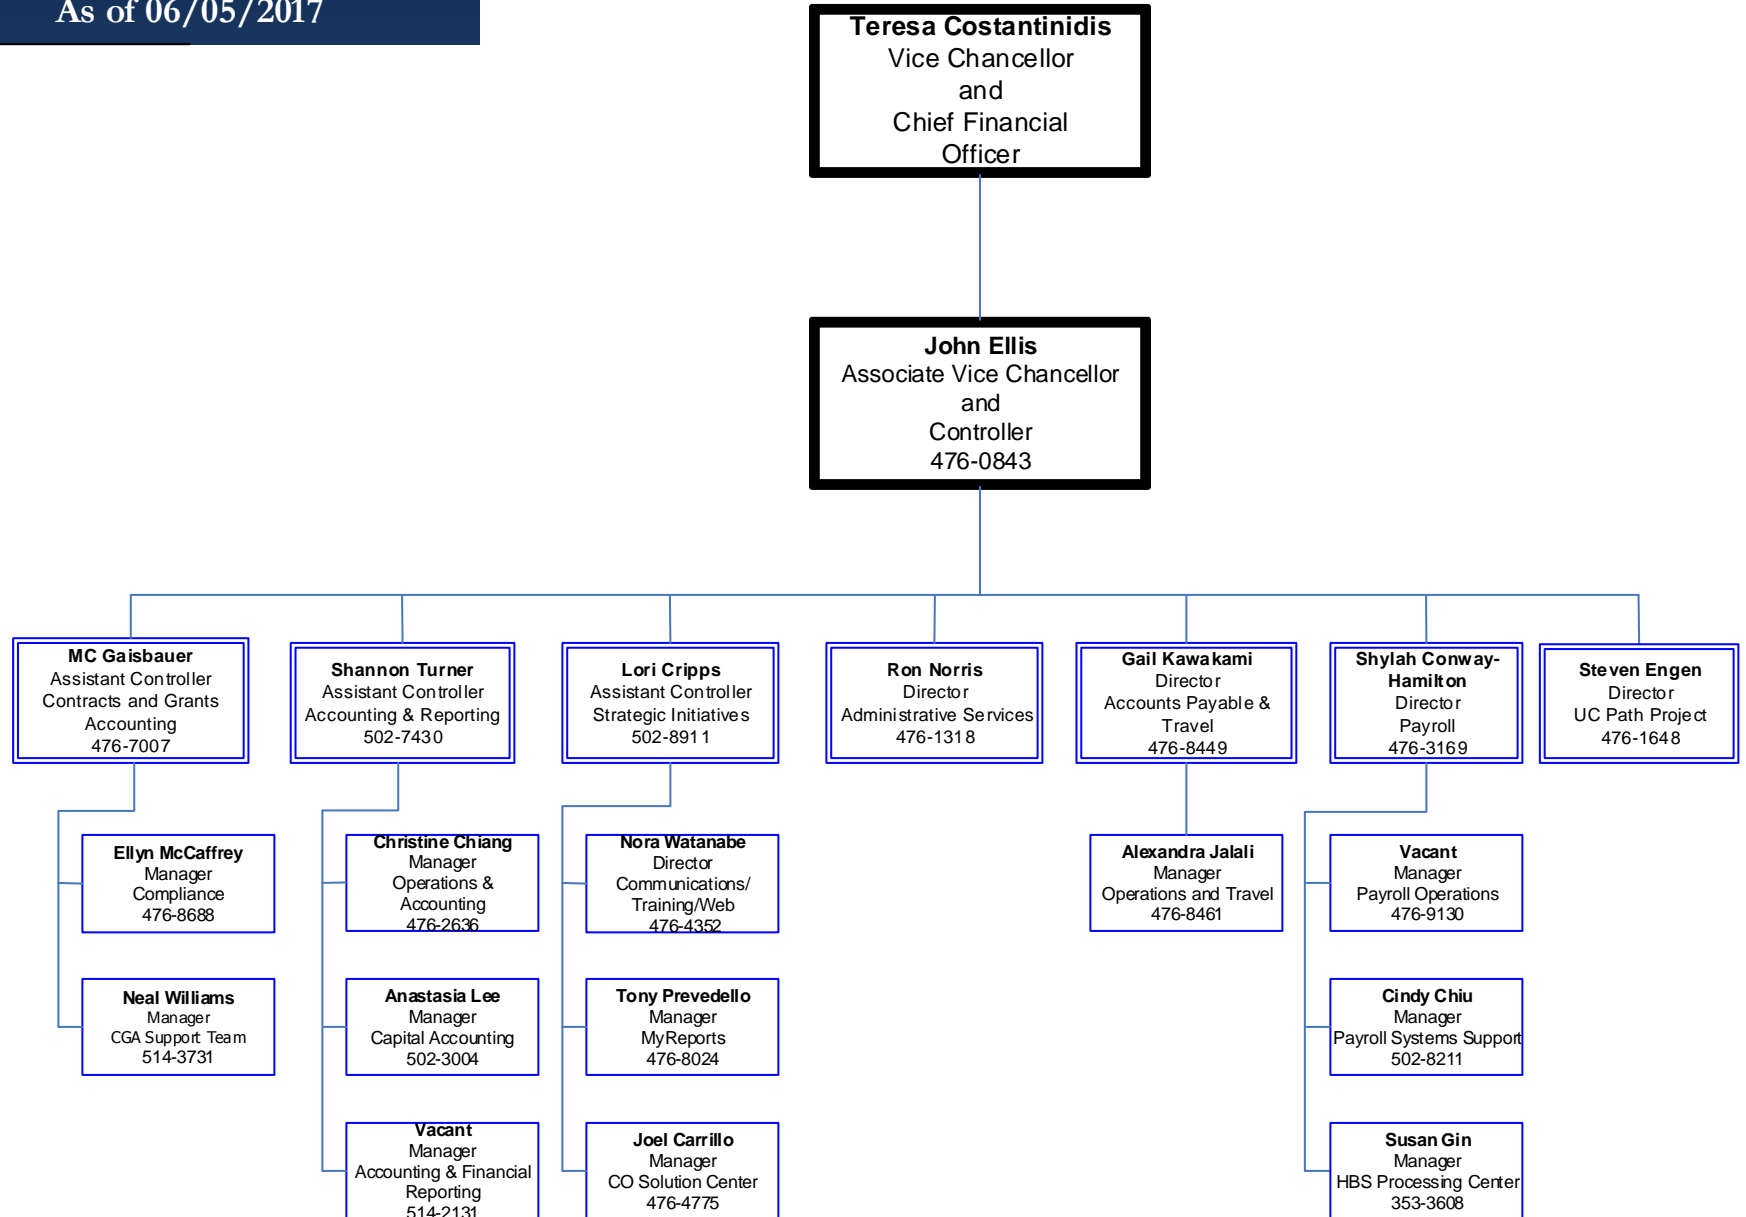 As of 06/05/2017
Teresa Costantinidis
Vice Chancellor
and
Chief Financial
Officer
John Ellis
Associate Vice Chancellor
and
Controller
476-0843
MC Gaisbauer
Assistant Controller
Contracts and Grants
Accounting
476-7007
Shannon Turner
Assistant Controller
Accounting & Reporting
502-7430
Lori Cripps
Assistant Controller
Strategic Initiatives
502-8911
Ron Norris
Director
Administrative Services
476-1318
Gail Kawakami
Director
Accounts Payable &
Travel
476-8449
Shylah Conway-
Hamilton
Director
Payroll
476-3169
Steven Engen
Director
UC Path Project
476-1648
Ellyn McCaffrey
Manager
Compliance
476-8688
Christine Chiang
Manager
Operations &
Accounting
476-2636
Nora Watanabe
Director
Communications/
Training/Web
476-4352
Alexandra Jalali
Manager
Operations and Travel
476-8461
Vacant
Manager
Payroll Operations
476-9130
Neal Williams
Manager
CGA Support Team
514-3731
Anastasia Lee
Manager
Capital Accounting
502-3004
Tony Prevedello
Manager
MyReports
476-8024
Cindy Chiu
Manager
Payroll Systems Support
502-8211
Vacant
Manager
Accounting & Financial
Reporting
514-2131
Joel Carrillo
Manager
CO Solution Center
476-4775
Susan Gin
Manager
HBS Processing Center
353-3608